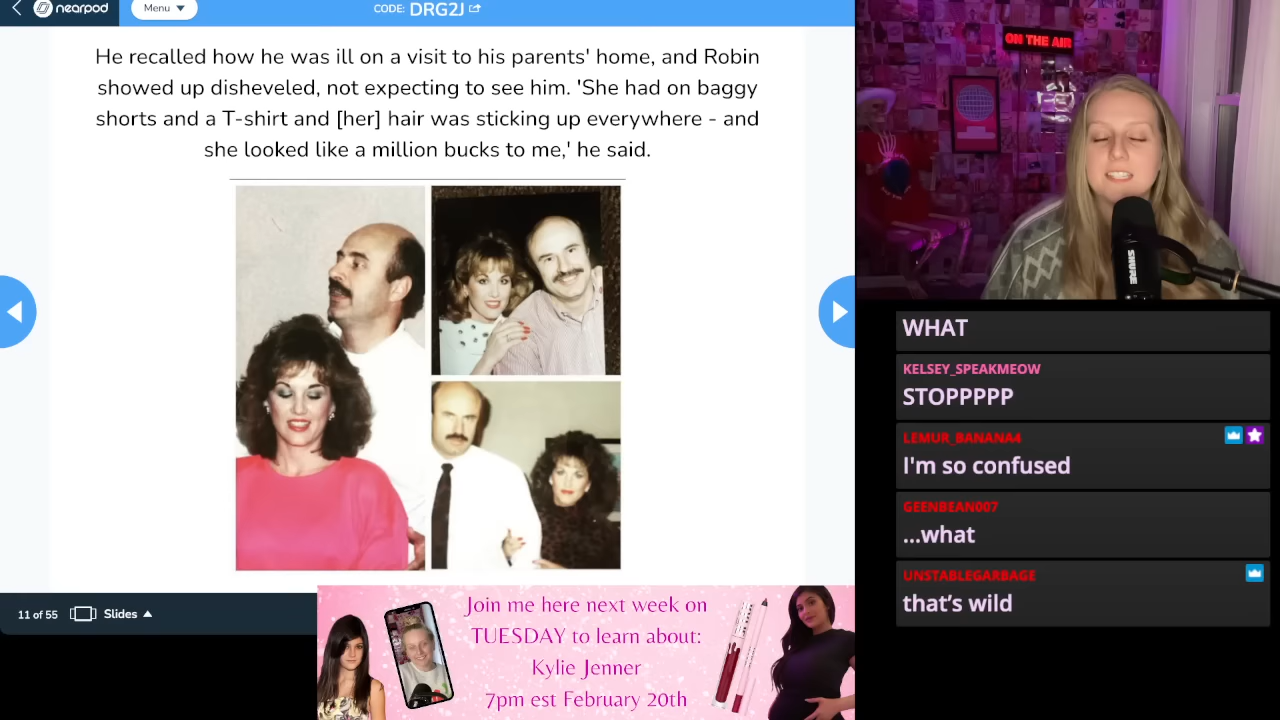 nearpod
Menu
CODE: DRG2J
He recalled how he was ill on a visit to his parents' home, and Robin
showed up disheveled, not expecting to see him. 'She had on baggy
shorts and a T-shirt and [her] hair was sticking up everywhere - and
she looked like a million bucks to me,' he said.
11 of 55
Slides
Join me here next week on
TUESDAY to learn about:
Kylie Jenner
7pm est February 20th
ON THE AIR
SHURE
WHAT
KELSEY_SPEAKMEOW
STOPPPPP
LEMUR_BANANA4
I'm so confused
GEENBEAN007
...what
UNSTABLEGARBAGE
that's wild